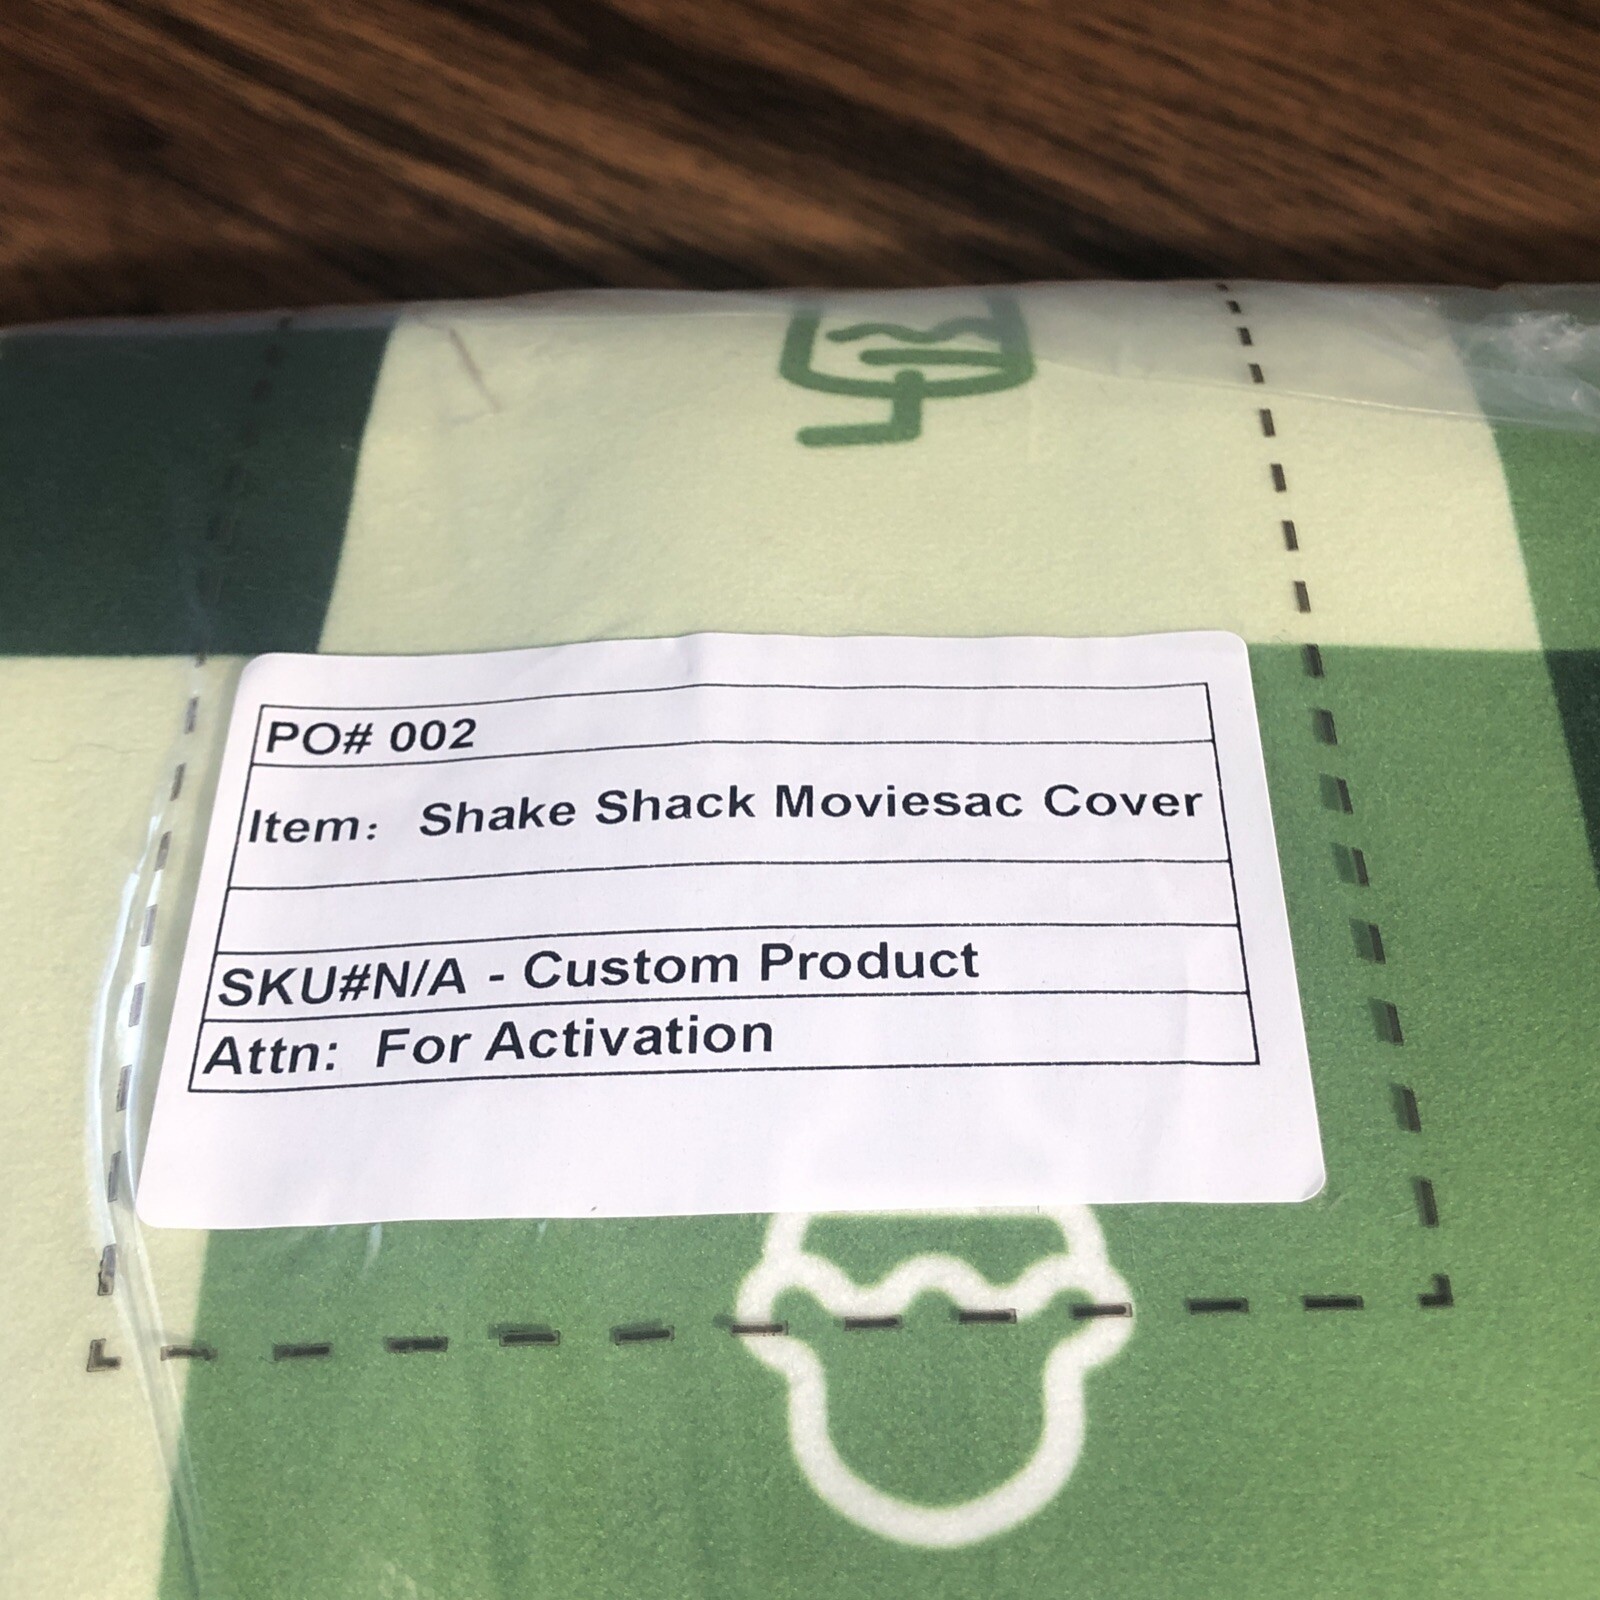 PO# 002
Item: Shake Shack Moviesac Cover
SKU#N/A - Custom Product
Attn: For Activation